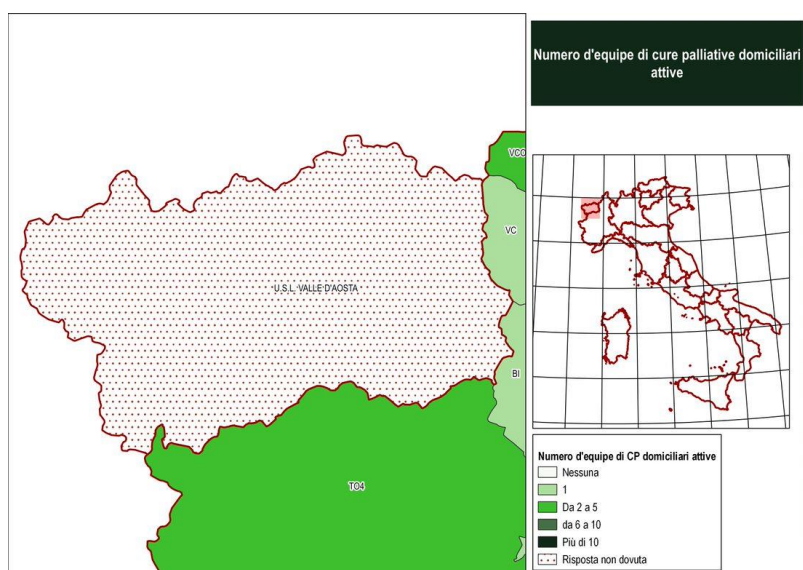 Numero d'equipe di cure palliative domiciliari
attive
VCO
VC
U.S.L. VALLE D'AOSTA
BI
TO4
Numero d'equipe di CP domiciliari attive
Nessuna
1
Da 2 a 5
da 6 a 10
Più di 10
Risposta non dovuta